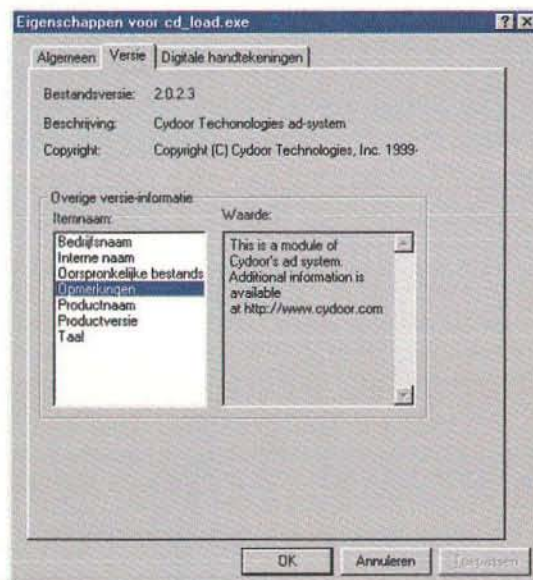 Eigenschappen voor cd_load.exe
Algemeen Versie Digitale handtekeningen
Bestandsversie: 2.0.2.3
Beschrijving: Cydoor Techonologies ad-system
Copyright: Copyright (C) Cydoor Technologies, Inc. 1999-
Overige versie-informatie
Itemnaam: Waarde:
Bedrijfsnaam
Interne naam
Oorspronkelijke bestands
Opmerkingen
Productnaam
Productversie
Taal
This is a module of
Cydoor's ad system.
Additional information is
available
at http://www.cydoor.com
OK Annuleren Toepassen